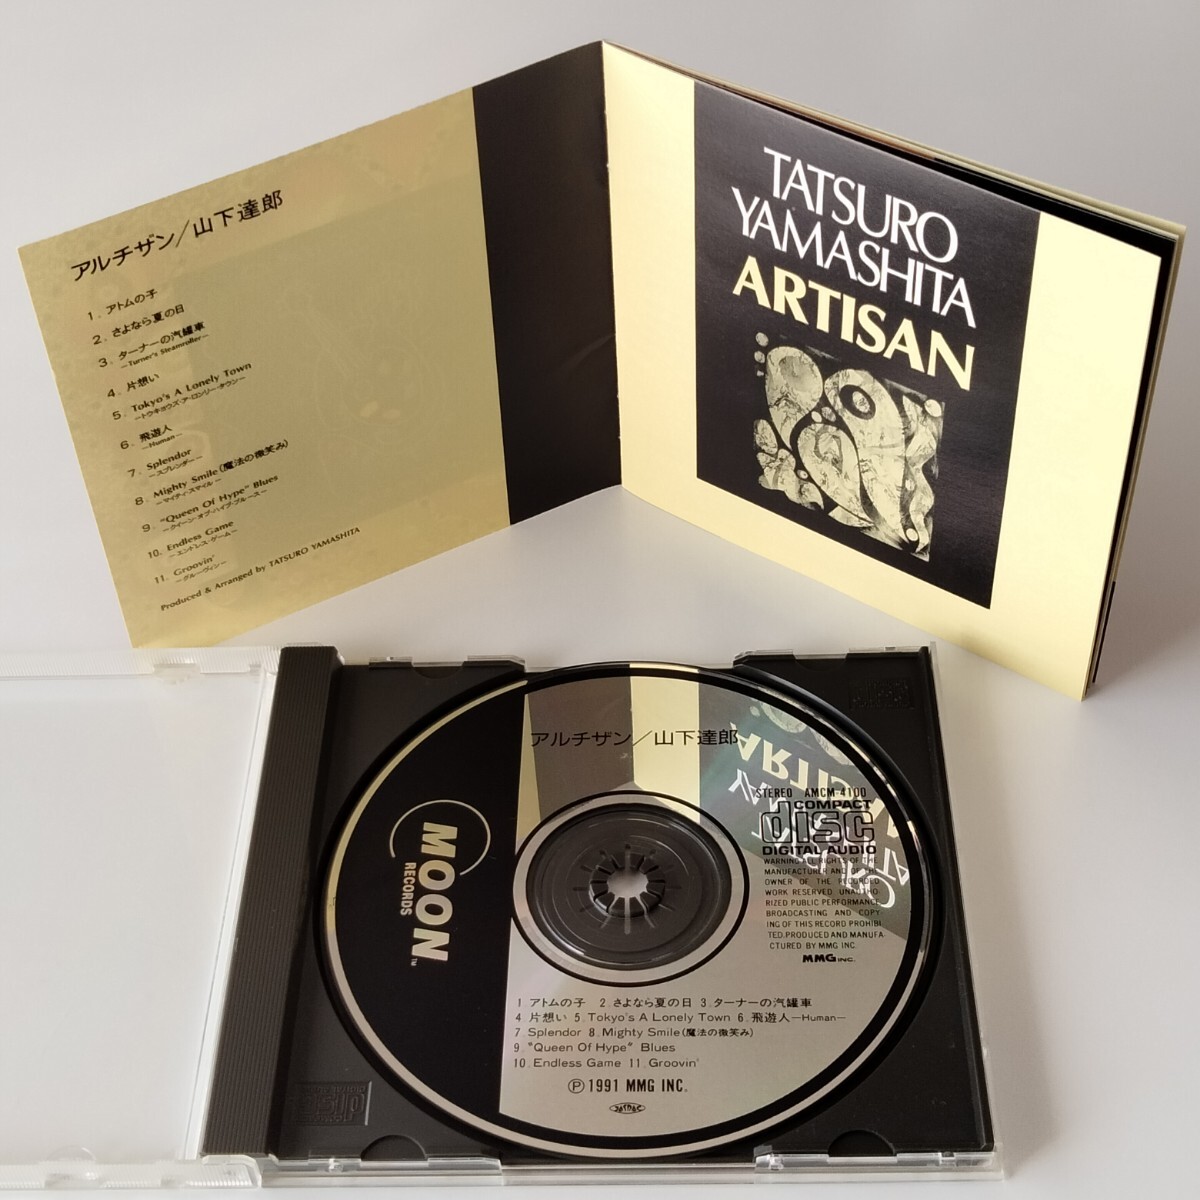 アルチザン/山下達郎
1. アトムの子
2. さよなら夏の日
3. ターナーの汽罐車
—Turner's Steamroller—
4. 片想い
5. Tokyo's A Lonely Town
—トウキョウズ・ア・ロンリー・タウン—
6. 飛遊人
—Human—
7. Splendor
—スプレンダー—
8. Mighty Smile (魔法の微笑み)
—マイティ・スマイル—
9. "Queen Of Hype" Blues
—クイーン・オブ・ハイプ・ブルース—
10. Endless Game
—エンドレス・ゲーム—
11. Groovin'
—グルーヴィン—
Produced & Arranged by TATSURO YAMASHITA
TATSURO
YAMASHITA
ARTISAN
アルチザン/山下達郎
MOON
RECORDS
TM
STEREO AMCM-4100
COMPACT
disc
DIGITAL AUDIO
WARNING:ALL RIGHTS OF THE
MANUFACTURER AND OF THE
OWNER OF THE RECORDED
WORK RESERVED. UNAUTHO-
RIZED PUBLIC PERFORMANCE
BROADCASTING AND COPY-
ING OF THIS RECORD PROHIBI-
TED.PRODUCED AND MANUFA-
CTURED BY MMG INC.
MMG INC.
1 アトムの子 2.さよなら夏の日 3.ターナーの汽罐車
4 片想い 5.Tokyo's A Lonely Town 6.飛遊人—Human—
7. Splendor 8.Mighty Smile(魔法の微笑み)
9. "Queen Of Hype" Blues
10. Endless Game 11. Groovin'
Ⓟ 1991 MMG INC.
JASRAC